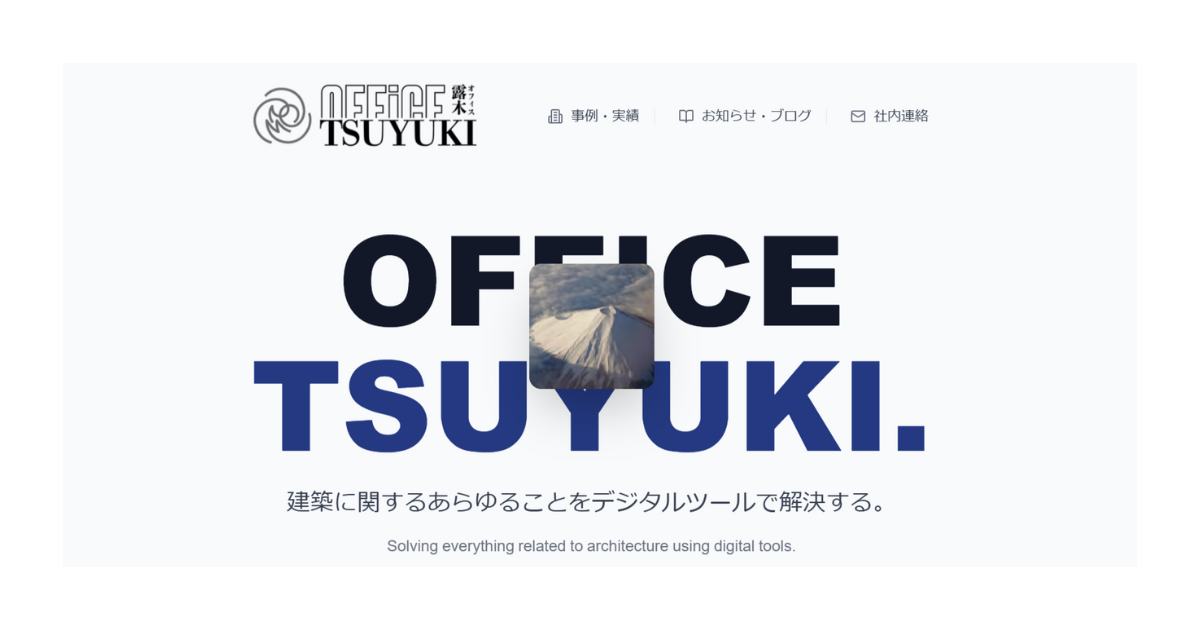 OFFiCE
露木
オフィス
TSUYUKI
事例・実績
お知らせ・ブログ
社内連絡
OFFICE
TSUYUKI.
建築に関するあらゆることをデジタルツールで解決する。
Solving everything related to architecture using digital tools.